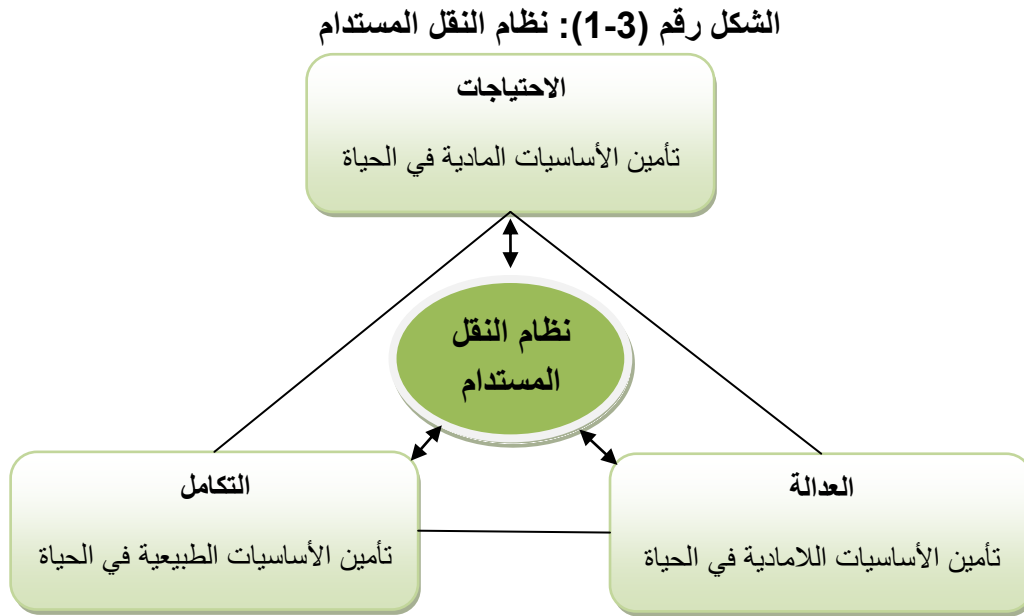 الشكل رقم (3-1): نظام النقل المستدام
الاحتياجات
تأمين الأساسيات المادية في الحياة
نظام النقل
المستدام
العدالة
تأمين الأساسيات اللامادية في الحياة
التكامل
تأمين الأساسيات الطبيعية في الحياة